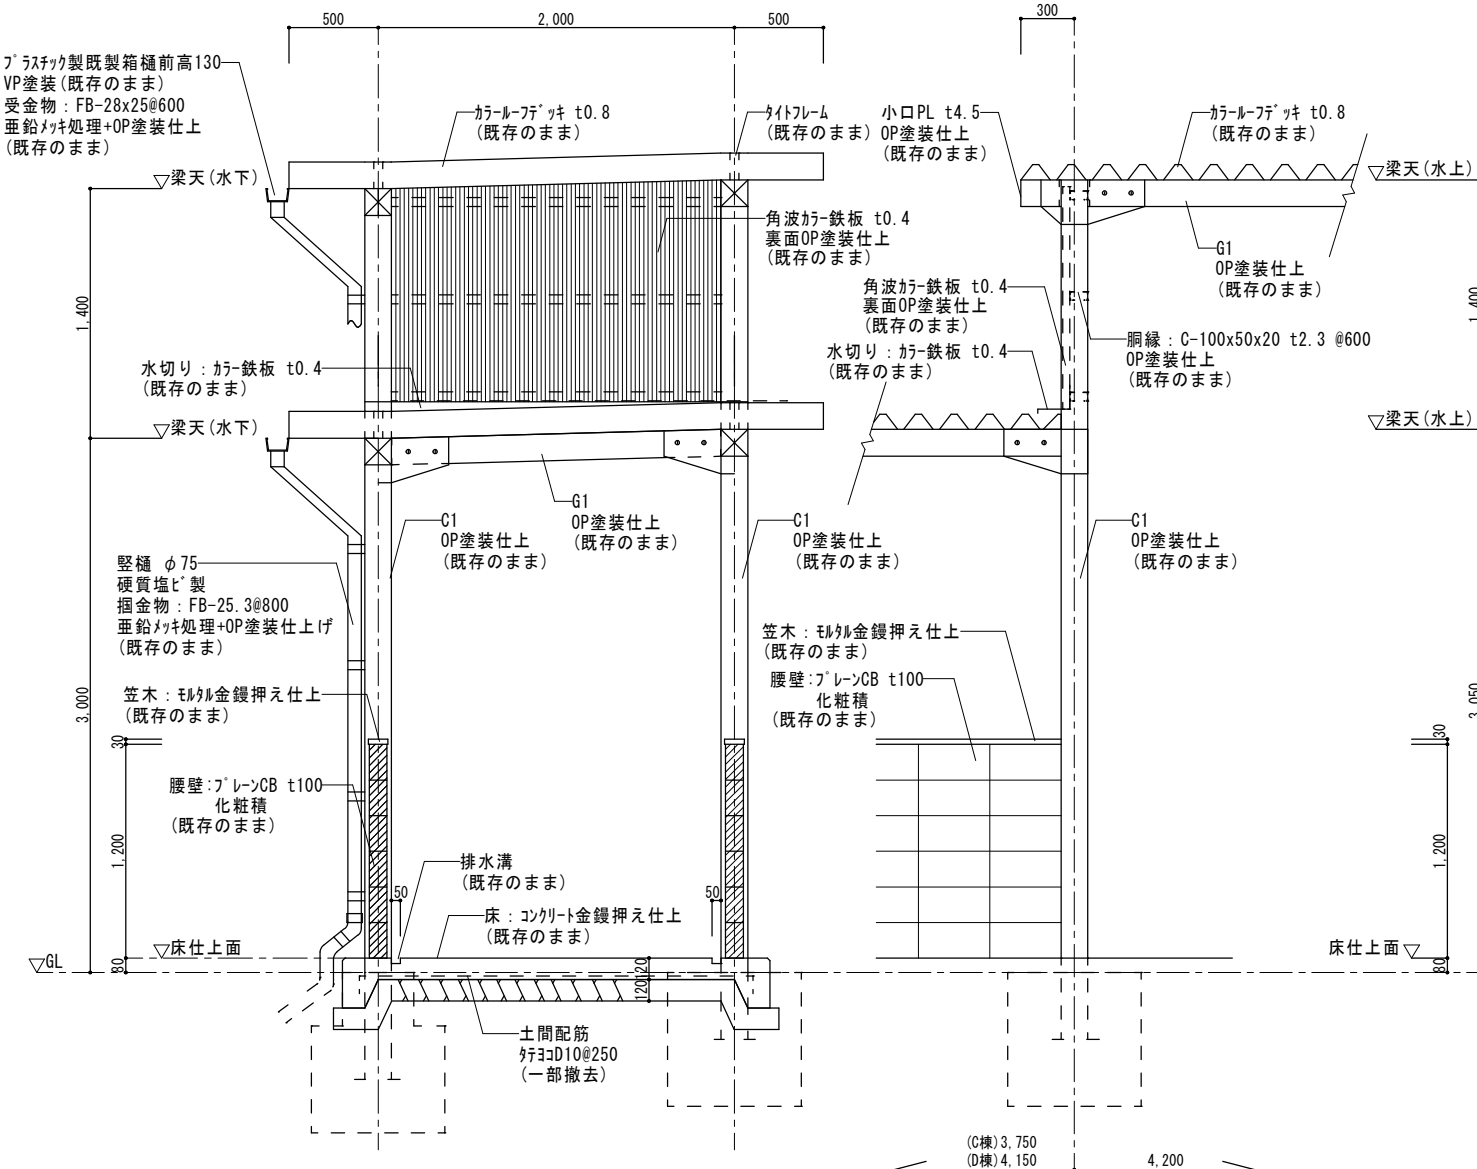 500
2,000
500
300
ﾌﾟﾗｽﾁｯｸ製既製箱樋前高130
VP塗装(既存のまま)
受金物：FB-28x25@600
亜鉛ﾒｯｷ処理+OP塗装仕上
(既存のまま)
ｶﾗｰﾙｰﾌﾃﾞｯｷ t0.8
(既存のまま)
ﾀｲﾄﾌﾚｰﾑ
(既存のまま)
小口PL t4.5
OP塗装仕上
(既存のまま)
ｶﾗｰﾙｰﾌﾃﾞｯｷ t0.8
(既存のまま)
▽梁天(水下)
▽梁天(水上)
角波ｶﾗｰ鉄板 t0.4
裏面OP塗装仕上
(既存のまま)
G1
OP塗装仕上
(既存のまま)
角波ｶﾗｰ鉄板 t0.4
裏面OP塗装仕上
(既存のまま)
1,400
1,400
胴縁：C-100x50x20 t2.3 @600
OP塗装仕上
(既存のまま)
水切り：ｶﾗｰ鉄板 t0.4
(既存のまま)
水切り：ｶﾗｰ鉄板 t0.4
(既存のまま)
▽梁天(水下)
▽梁天(水上)
G1
OP塗装仕上
(既存のまま)
C1
OP塗装仕上
(既存のまま)
C1
OP塗装仕上
(既存のまま)
C1
OP塗装仕上
(既存のまま)
竪樋 φ75
硬質塩ﾋﾞ製
掴金物：FB-25.3@800
亜鉛ﾒｯｷ処理+OP塗装仕上げ
(既存のまま)
笠木：ﾓﾙﾀﾙ金鏝押え仕上
(既存のまま)
腰壁:ﾌﾟﾚｰﾝCB t100
化粧積
(既存のまま)
笠木：ﾓﾙﾀﾙ金鏝押え仕上
(既存のまま)
3,000
3,050
30
30
腰壁:ﾌﾟﾚｰﾝCB t100
化粧積
(既存のまま)
1,200
1,200
排水溝
(既存のまま)
50
50
床：ｺﾝｸﾘｰﾄ金鏝押え仕上
(既存のまま)
▽床仕上面
床仕上面▽
▽GL
80
80
120
120
土間配筋
ﾀﾃﾖｺD10@250
(一部撤去)
(C棟)3,750
(D棟)4,150
4,200